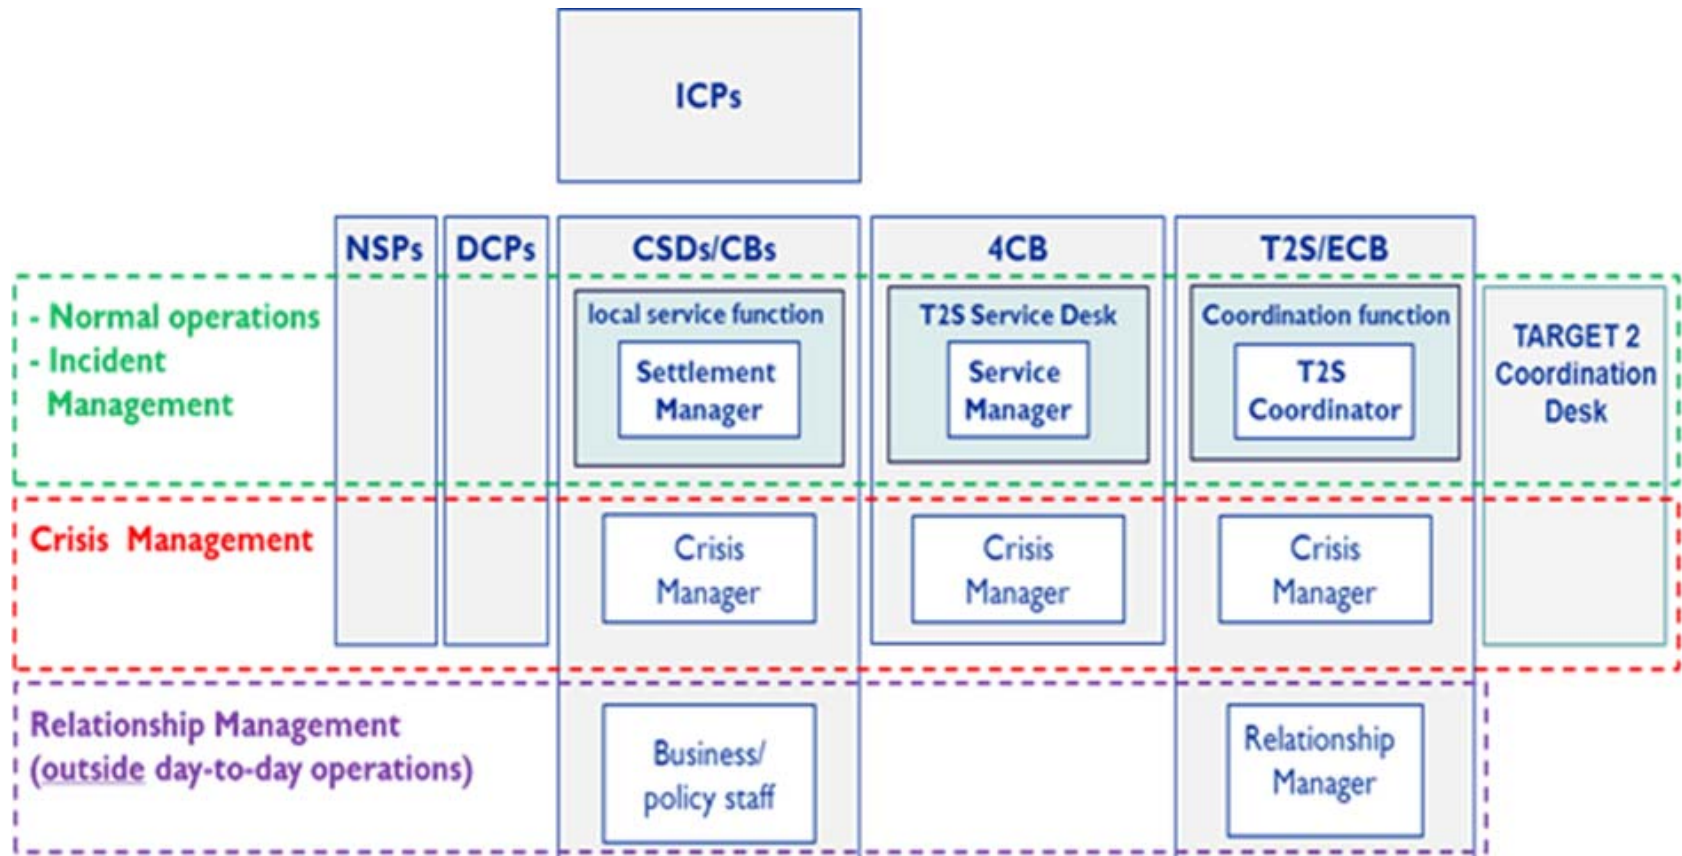 ICPs
NSPs
DCPs
CSDs/CBs
4CB
T2S/ECB
- Normal operations
- Incident
Management
local service function
Settlement
Manager
T2S Service Desk
Service
Manager
Coordination function
T2S
Coordinator
TARGET 2
Coordination
Desk
Crisis Management
Crisis
Manager
Crisis
Manager
Crisis
Manager
Relationship Management
(outside day-to-day operations)
Business/
policy staff
Relationship
Manager